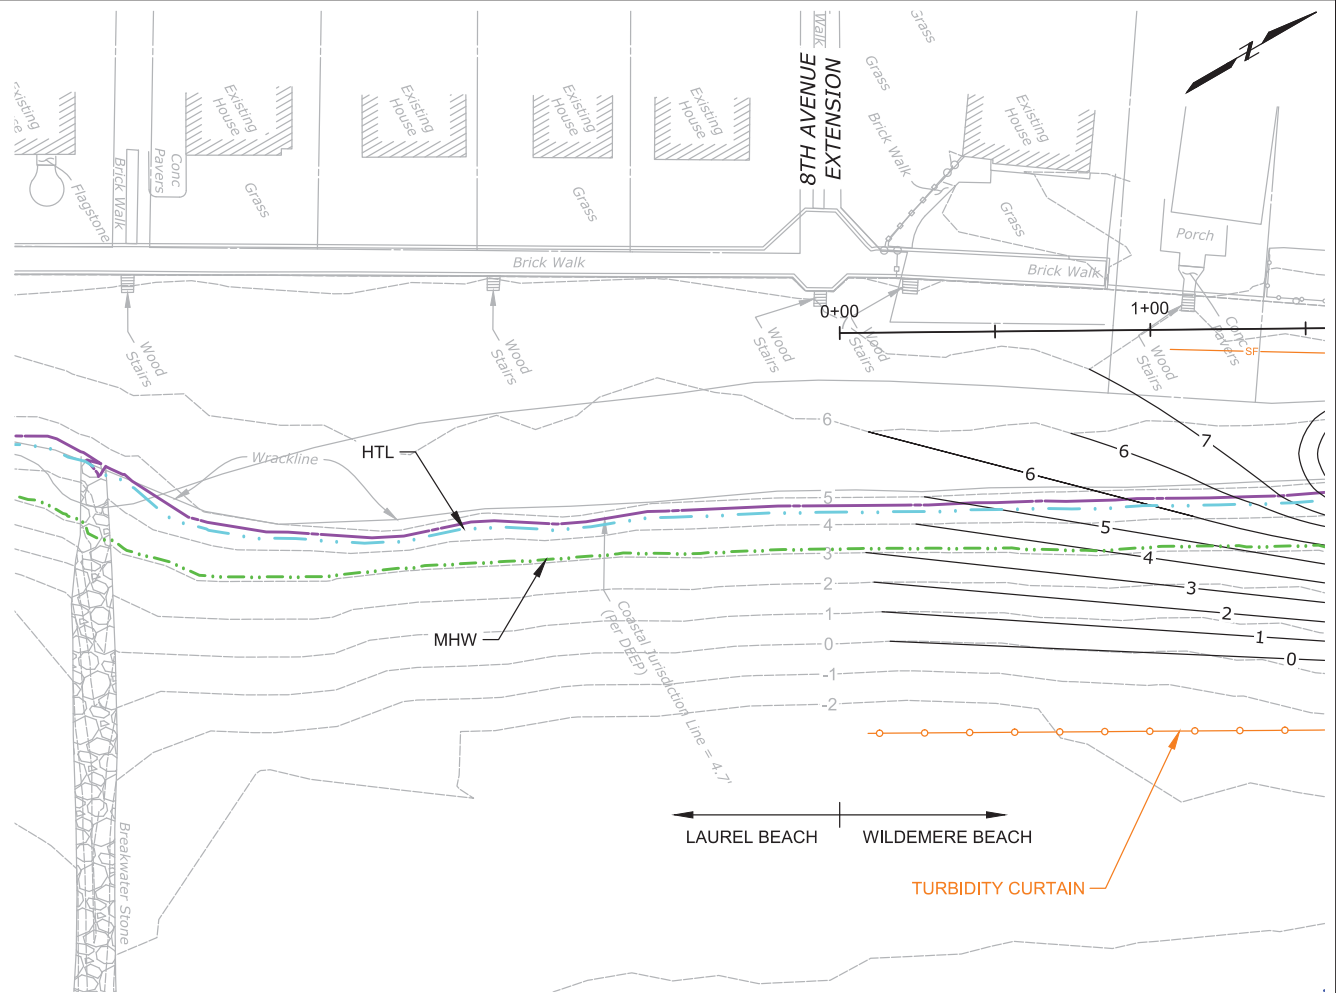 Grass
Walk
8TH AVENUE
EXTENSION
Grass
Brick Walk
N
Existing
House
Existing
House
Existing
House
Existing
House
Existing
House
Flagstone
Brick Walk
Conc
Pavers
Grass
Grass
Grass
Porch
Brick Walk
Brick Walk
0+00
1+00
Wood
Stairs
Wood
Stairs
Wood
Stairs
Wood
Stairs
Wood
Stairs
Conc
Pavers
SF
6
7
6
6
HTL
Wrackline
5
5
4
4
3
3
2
2
1
1
0
0
-1
-2
MHW
Coastal Jurisdiction Line = 4.7'
(Per DEEP)
LAUREL BEACH
WILDEMERE BEACH
TURBIDITY CURTAIN
Breakwater Stone